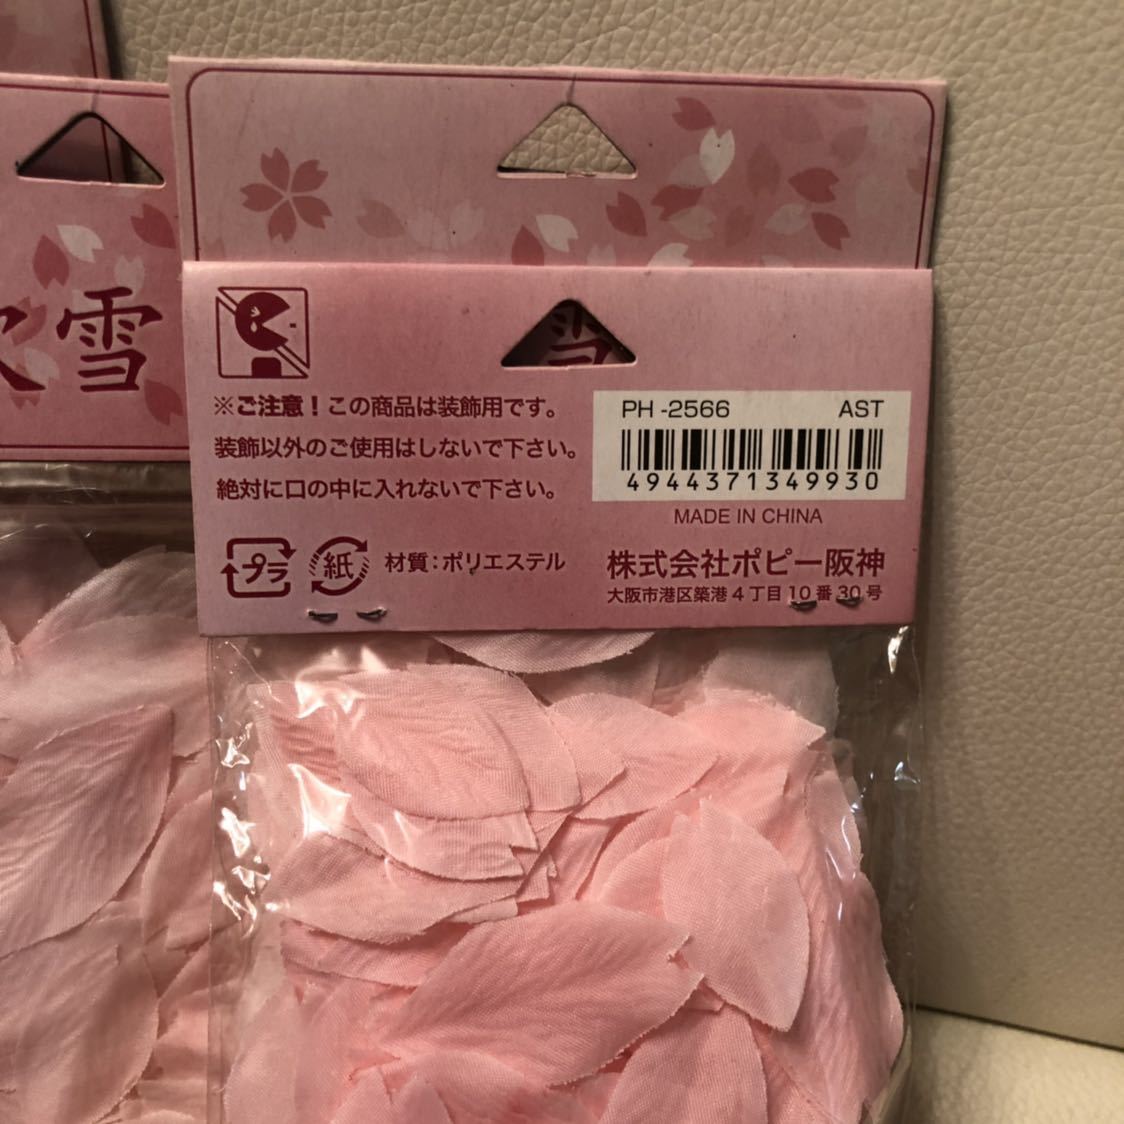 吹雪
※ご注意！この商品は装飾用です。
装飾以外のご使用はしないで下さい。
絶対に口の中に入れないで下さい。
PH -2566 AST
4944371349930
MADE IN CHINA
プラ 紙 材質：ポリエステル
株式会社ポピー阪神
大阪市港区築港4丁目10番30号